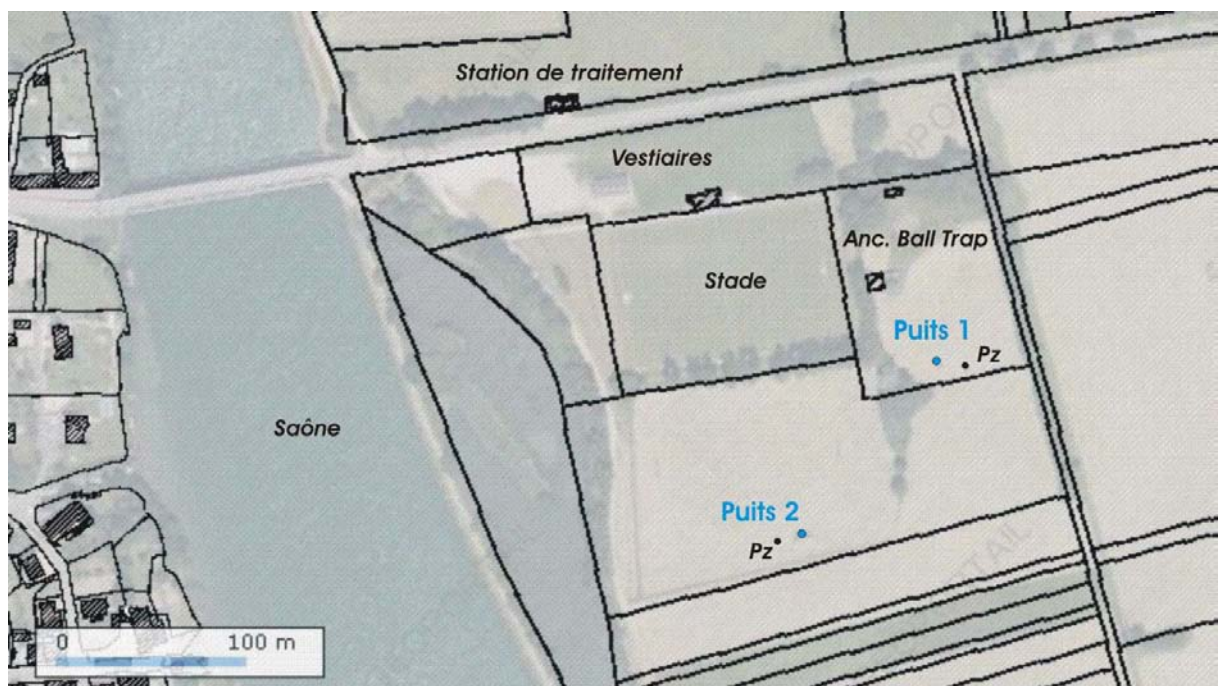 Station de traitement
Vestiaires
Anc. Ball Trap
Stade
Puits 1
Pz
Saône
Puits 2
Pz
0 100 m